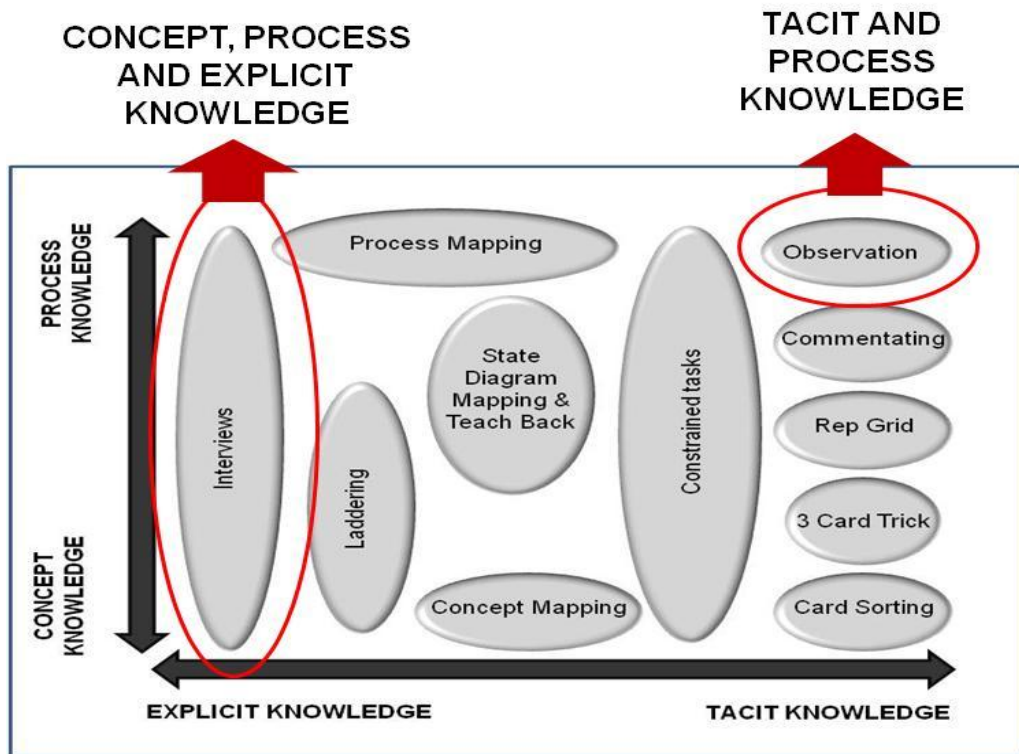 CONCEPT, PROCESS
AND EXPLICIT
KNOWLEDGE
TACIT AND
PROCESS
KNOWLEDGE
PROCESS
KNOWLEDGE
CONCEPT
KNOWLEDGE
Interviews
Process Mapping
Laddering
State
Diagram
Mapping &
Teach Back
Concept Mapping
Constrained tasks
Observation
Commentating
Rep Grid
3 Card Trick
Card Sorting
EXPLICIT KNOWLEDGE
TACIT KNOWLEDGE